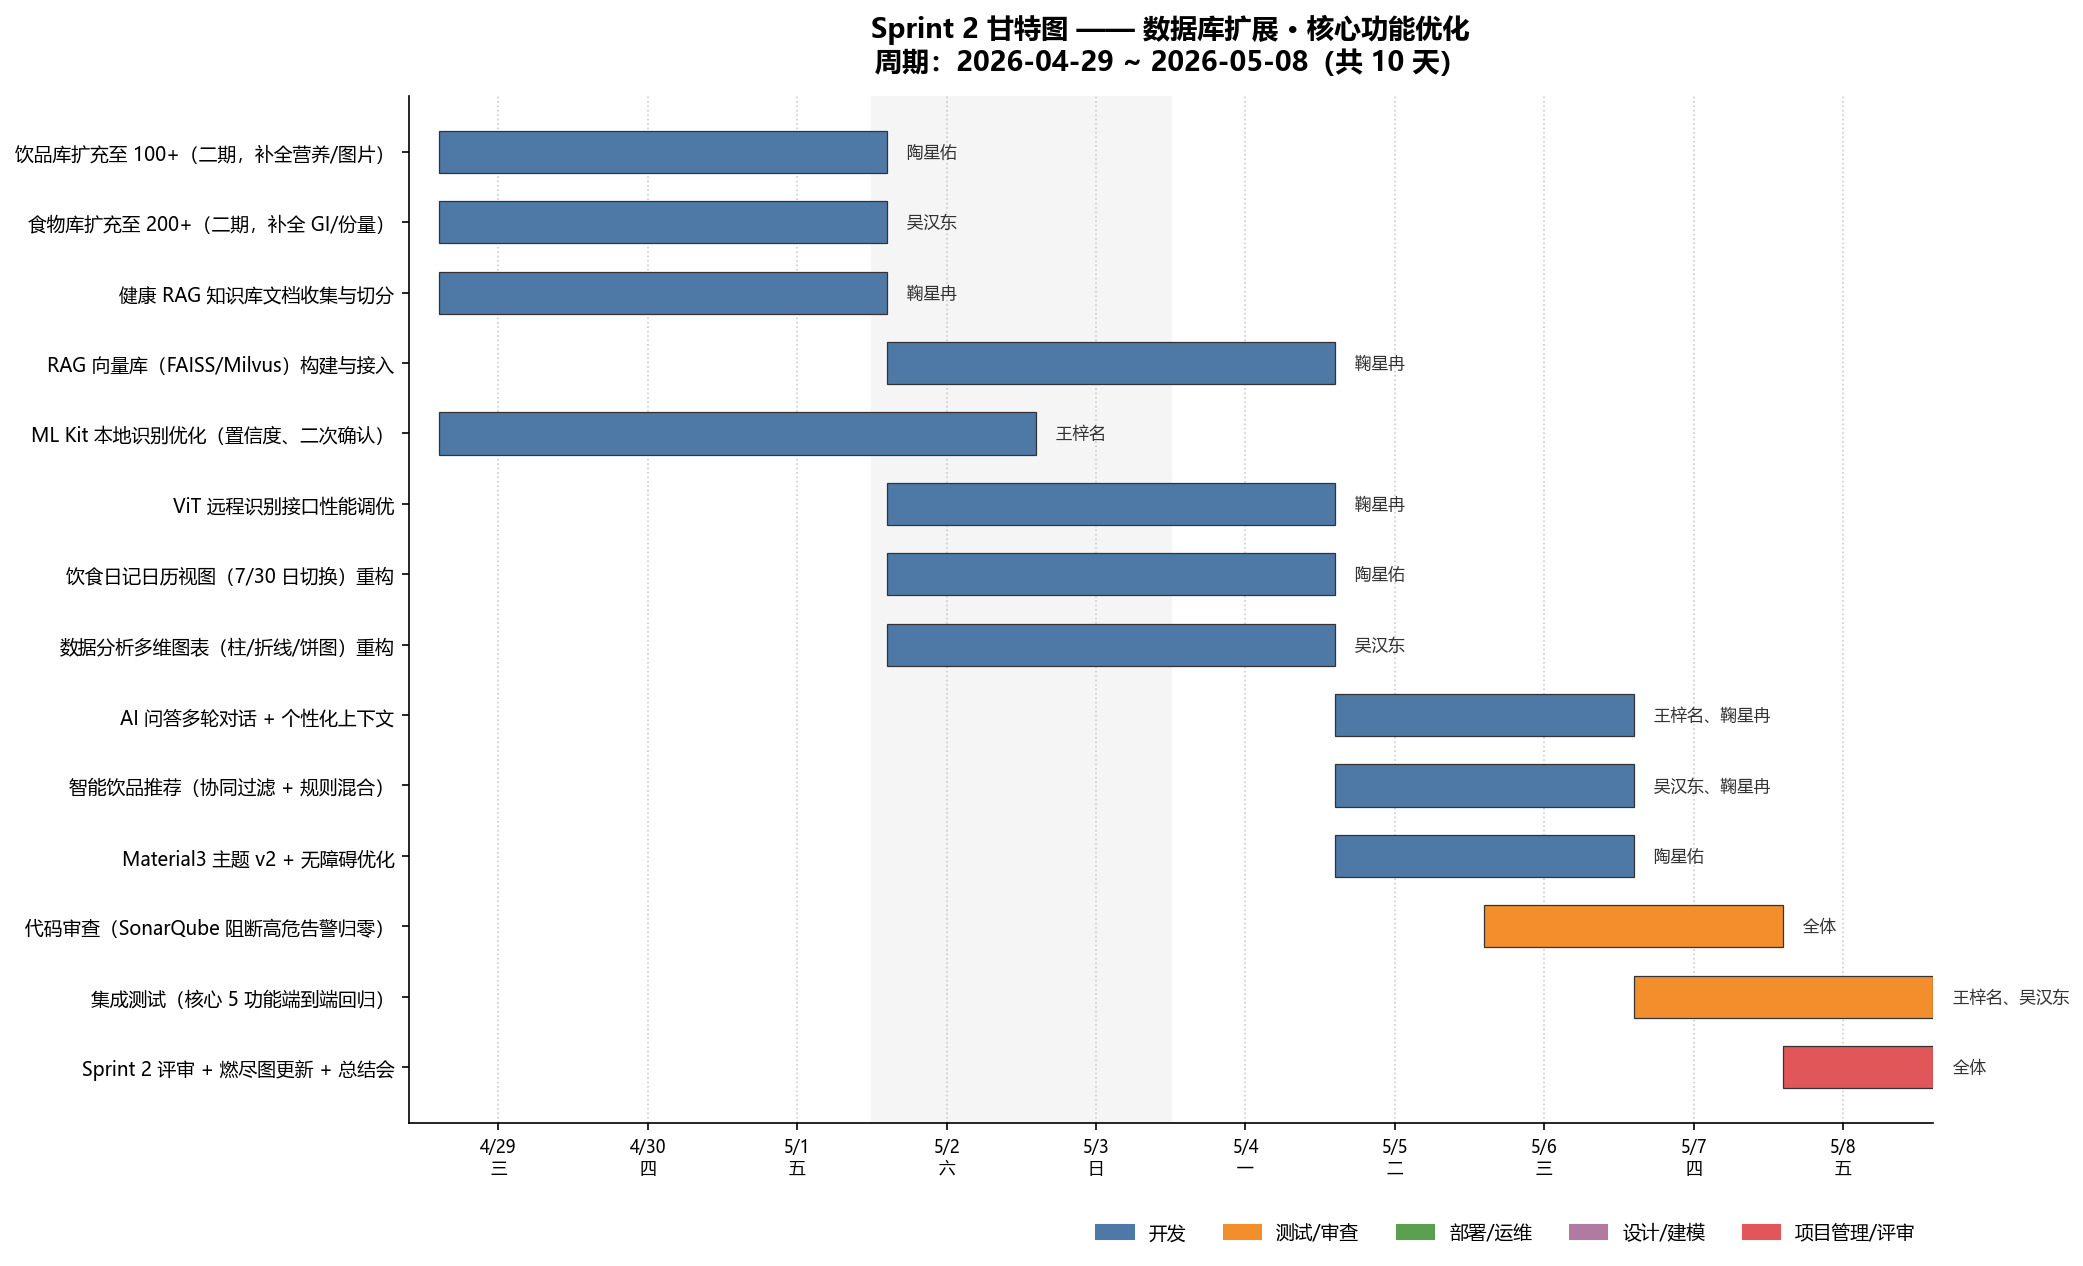 Sprint 2 甘特图 —— 数据库扩展 · 核心功能优化
周期：2026-04-29 ~ 2026-05-08（共 10 天）
饮品库扩充至 100+（二期，补全营养/图片） 陶星佑
食物库扩充至 200+（二期，补全 GI/份量） 吴汉东
健康 RAG 知识库文档收集与切分 鞠星冉
RAG 向量库（FAISS/Milvus）构建与接入 鞠星冉
ML Kit 本地识别优化（置信度、二次确认） 王梓名
ViT 远程识别接口性能调优 鞠星冉
饮食日记日历视图（7/30 日切换）重构 陶星佑
数据分析多维图表（柱/折线/饼图）重构 吴汉东
AI 问答多轮对话 + 个性化上下文 王梓名、鞠星冉
智能饮品推荐（协同过滤 + 规则混合） 吴汉东、鞠星冉
Material3 主题 v2 + 无障碍优化 陶星佑
代码审查（SonarQube 阻断高危告警归零） 全体
集成测试（核心 5 功能端到端回归） 王梓名、吴汉东
Sprint 2 评审 + 燃尽图更新 + 总结会 全体
4/29 4/30 5/1 5/2 5/3 5/4 5/5 5/6 5/7 5/8
三 四 五 六 日 一 二 三 四 五
开发 测试/审查 部署/运维 设计/建模 项目管理/评审